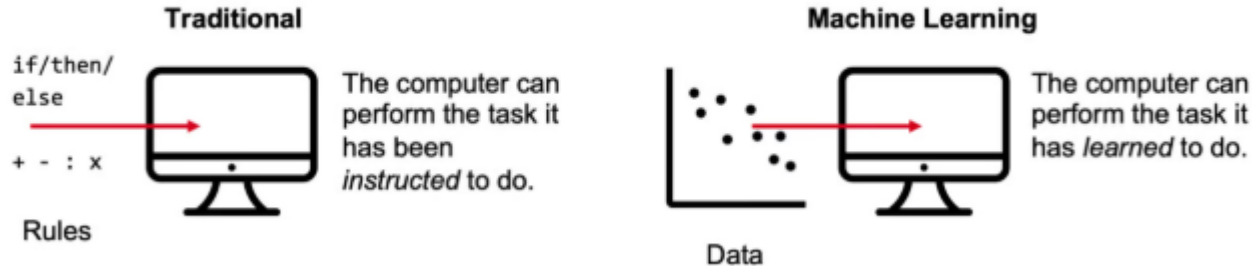 Traditional
if/then/
else
+ - : x
Rules
The computer can
perform the task it
has been
instructed to do.
Machine Learning
Data
The computer can
perform the task it
has learned to do.